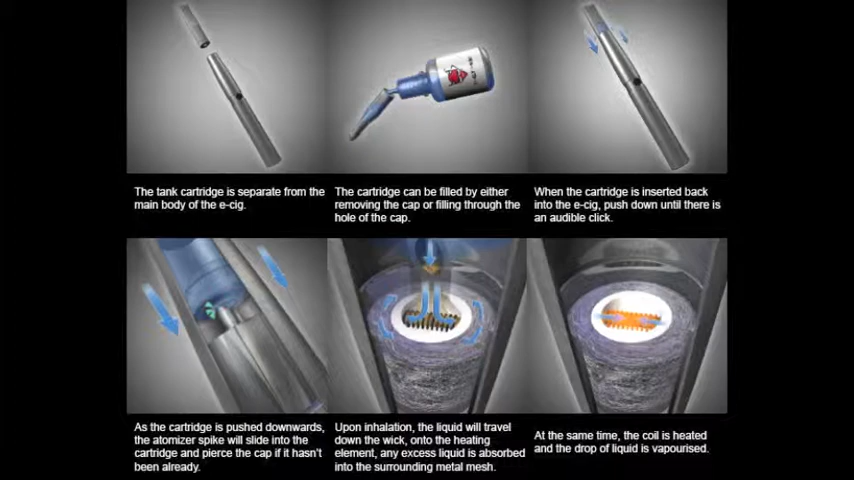 The tank cartridge is separate from the
main body of the e-cig.
The cartridge can be filled by either
removing the cap or filling through the
hole of the cap.
When the cartridge is inserted back
into the e-cig, push down until there is
an audible click.
As the cartridge is pushed downwards,
the atomizer spike will slide into the
cartridge and pierce the cap if it hasn't
been already.
Upon inhalation, the liquid will travel
down the wick, onto the heating
element, any excess liquid is absorbed
into the surrounding metal mesh.
At the same time, the coil is heated
and the drop of liquid is vapourised.